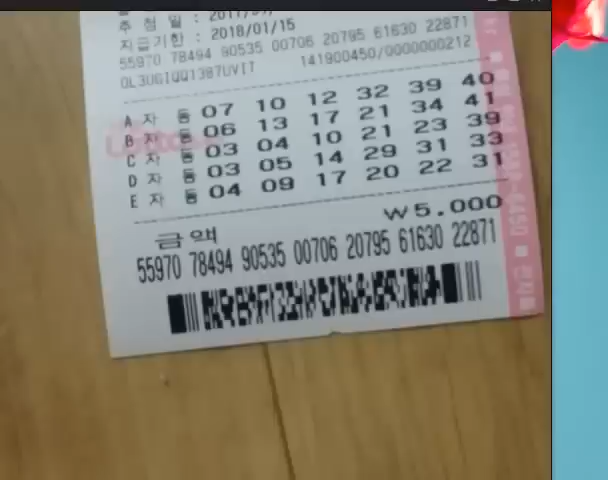 추 첨 일 : 2017/01/
지급기한 : 2018/01/15
55970 78494 90535 00706 20795 61630 22871
141900450/0000000212
A 자 동 07 10 12 32 39 40
B 자 동 06 13 17 21 34 41
C 자 동 03 04 10 21 23 39
D 자 동 03 05 14 29 31 33
E 자 동 04 09 17 20 22 31
금액 ₩5,000
55970 78494 90535 00706 20795 61630 22871